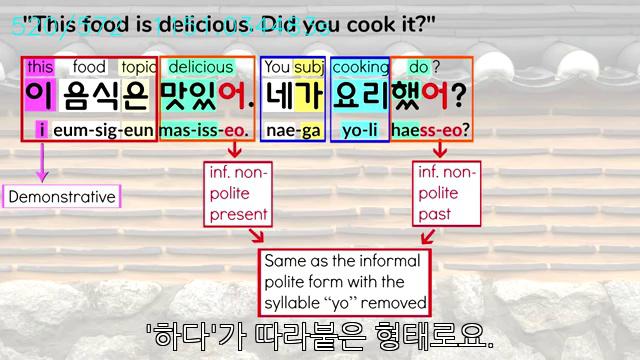 "This food is delicious. Did you cook it?"
this food topic delicious You subj cooking do ?
이 음식은 맛있어. 네가 요리했어?
i eum-sig-eun mas-iss-eo. nae-ga yo-li haess-eo?
Demonstrative
inf. non-
polite
present
inf. non-
polite
past
Same as the informal
polite form with the
syllable "yo" removed
'하다'가 따라붙은 형태로요.